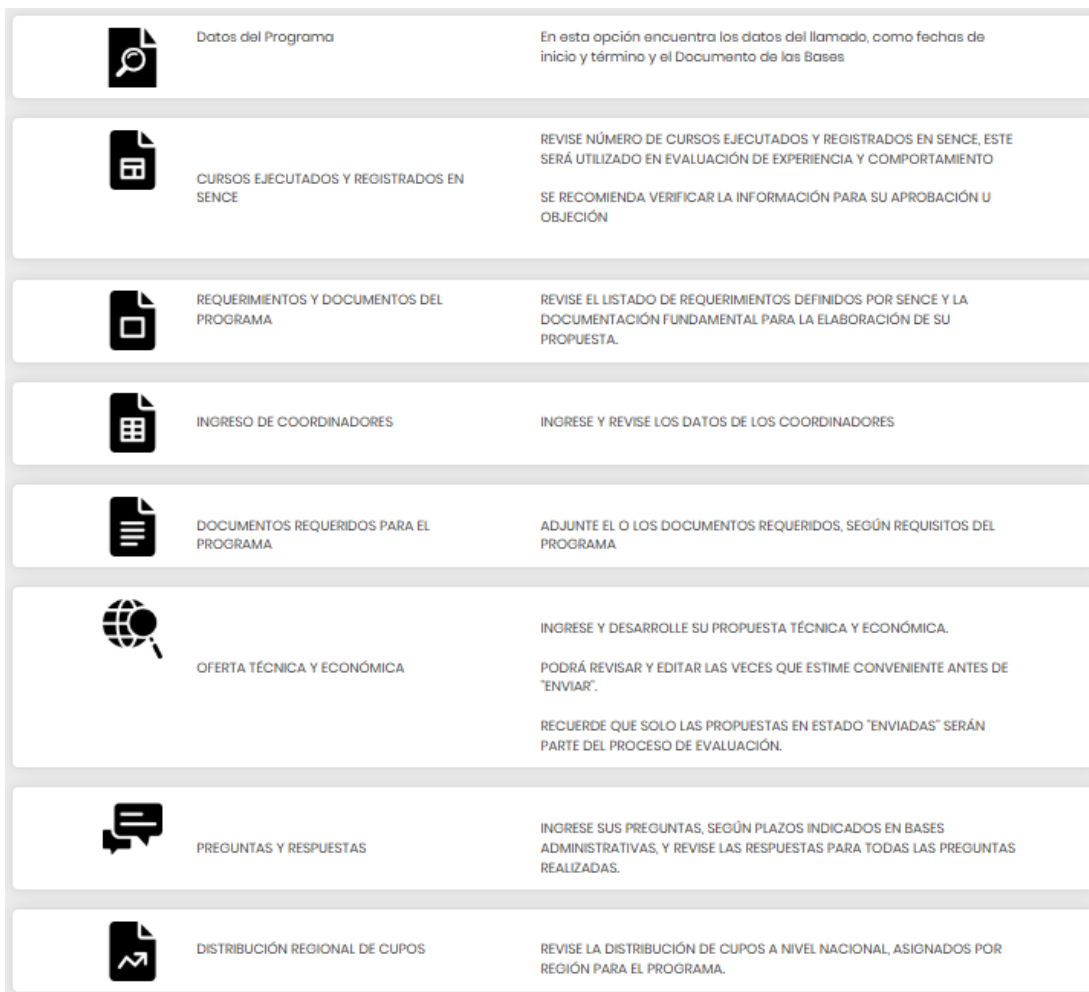 Datos del Programa
En esta opción encuentra los datos del llamado, como fechas de
inicio y término y el Documento de las Bases
CURSOS EJECUTADOS Y REGISTRADOS EN
SENCE
REVISE NÚMERO DE CURSOS EJECUTADOS Y REGISTRADOS EN SENCE, ESTE
SERÁ UTILIZADO EN EVALUACIÓN DE EXPERIENCIA Y COMPORTAMIENTO
SE RECOMIENDA VERIFICAR LA INFORMACIÓN PARA SU APROBACIÓN U
OBJECIÓN
REQUERIMIENTOS Y DOCUMENTOS DEL
PROGRAMA
REVISE EL LISTADO DE REQUERIMIENTOS DEFINIDOS POR SENCE Y LA
DOCUMENTACIÓN FUNDAMENTAL PARA LA ELABORACIÓN DE SU
PROPUESTA.
INGRESO DE COORDINADORES
INGRESE Y REVISE LOS DATOS DE LOS COORDINADORES
DOCUMENTOS REQUERIDOS PARA EL
PROGRAMA
ADJUNTE EL O LOS DOCUMENTOS REQUERIDOS, SEGÚN REQUISITOS DEL
PROGRAMA
OFERTA TÉCNICA Y ECONÓMICA
INGRESE Y DESARROLLE SU PROPUESTA TÉCNICA Y ECONÓMICA.
PODRÁ REVISAR Y EDITAR LAS VECES QUE ESTIME CONVENIENTE ANTES DE
"ENVIAR".
RECUERDE QUE SOLO LAS PROPUESTAS EN ESTADO "ENVIADAS" SERÁN
PARTE DEL PROCESO DE EVALUACIÓN.
PREGUNTAS Y RESPUESTAS
INGRESE SUS PREGUNTAS, SEGÚN PLAZOS INDICADOS EN BASES
ADMINISTRATIVAS, Y REVISE LAS RESPUESTAS PARA TODAS LAS PREGUNTAS
REALIZADAS.
DISTRIBUCIÓN REGIONAL DE CUPOS
REVISE LA DISTRIBUCIÓN DE CUPOS A NIVEL NACIONAL, ASIGNADOS POR
REGIÓN PARA EL PROGRAMA.